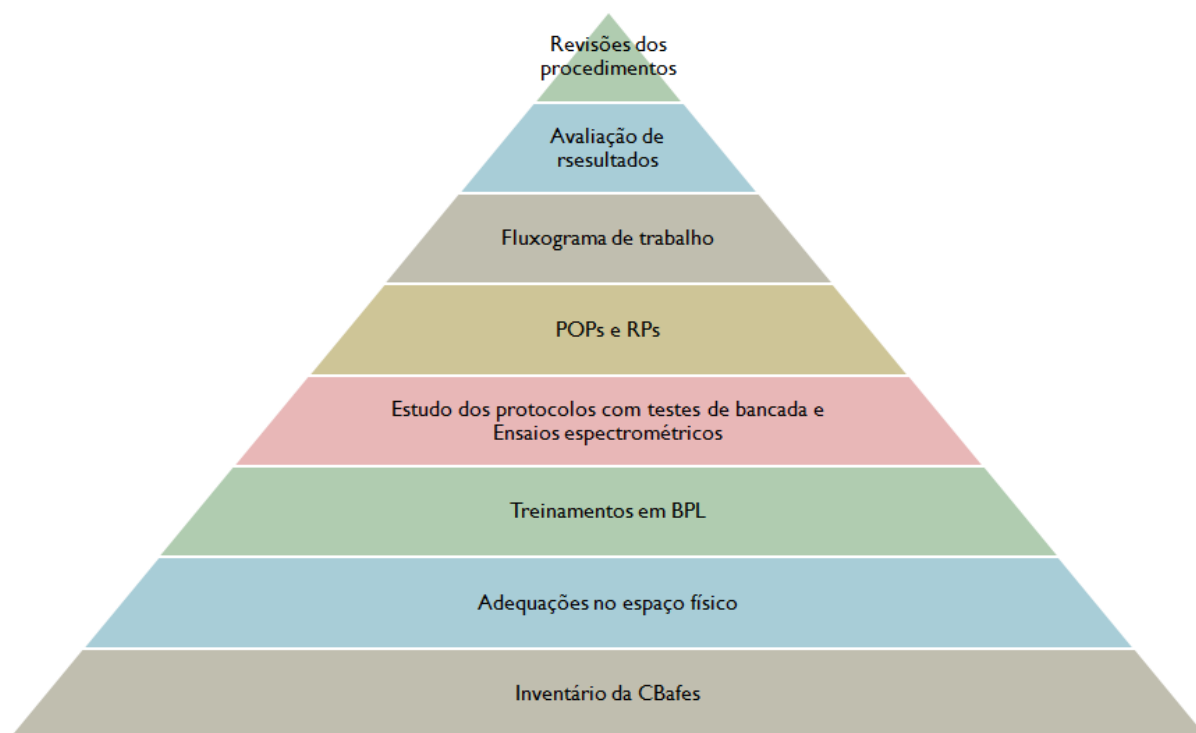 Revisões dos
procedimentos
Avaliação de
rsesultados
Fluxograma de trabalho
POPs e RPs
Estudo dos protocolos com testes de bancada e
Ensaios espectrométricos
Treinamentos em BPL
Adequações no espaço físico
Inventário da CBafes